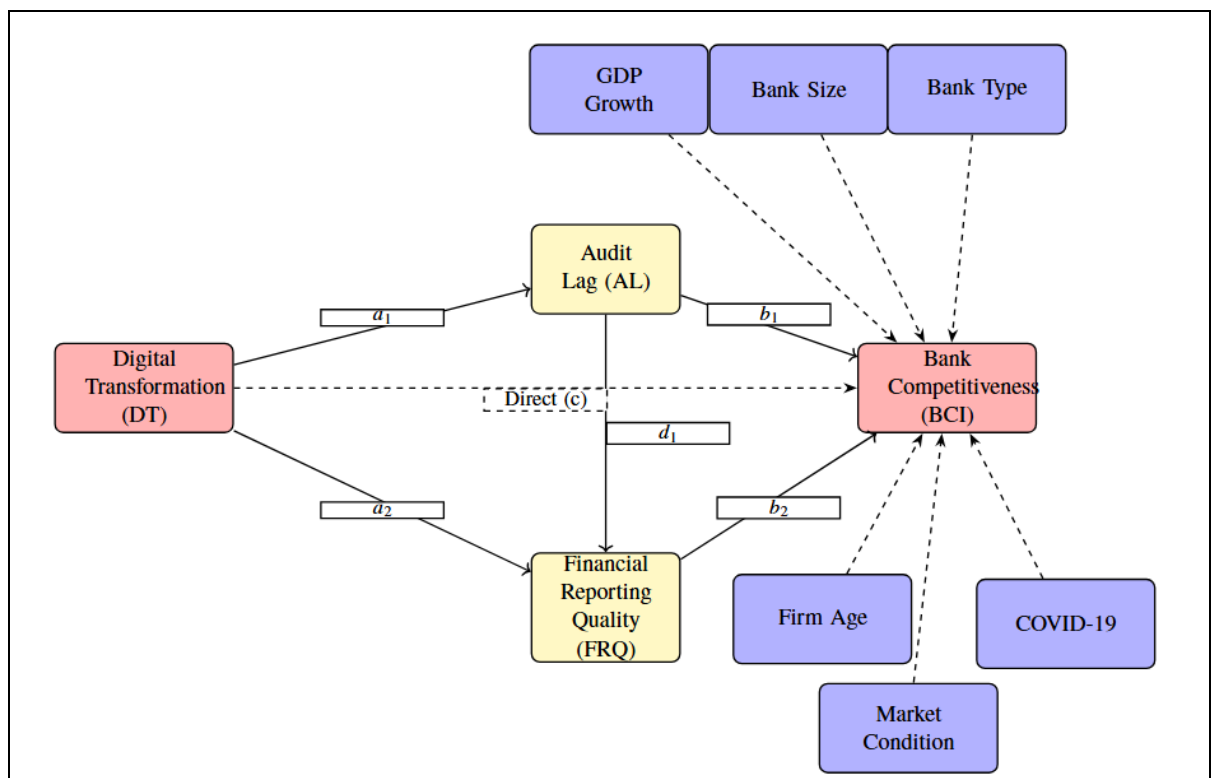 GDP
Growth
Bank Size
Bank Type
Audit
Lag (AL)
a₁
b₁
Digital
Transformation
(DT)
Direct (c)
Bank
Competitiveness
(BCI)
d₁
a₂
b₂
Financial
Reporting
Quality
(FRQ)
Firm Age
COVID-19
Market
Condition